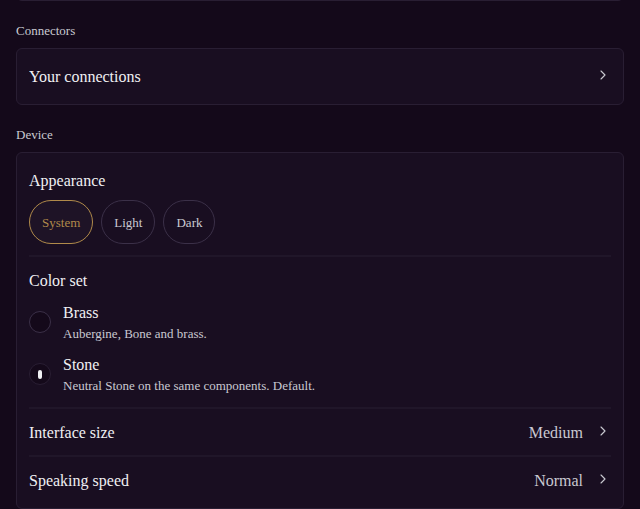 Connectors
Your connections
Device
Appearance
System
Light
Dark
Color set
Brass
Aubergine, Bone and brass.
Stone
Neutral Stone on the same components. Default.
Interface size
Medium
Speaking speed
Normal